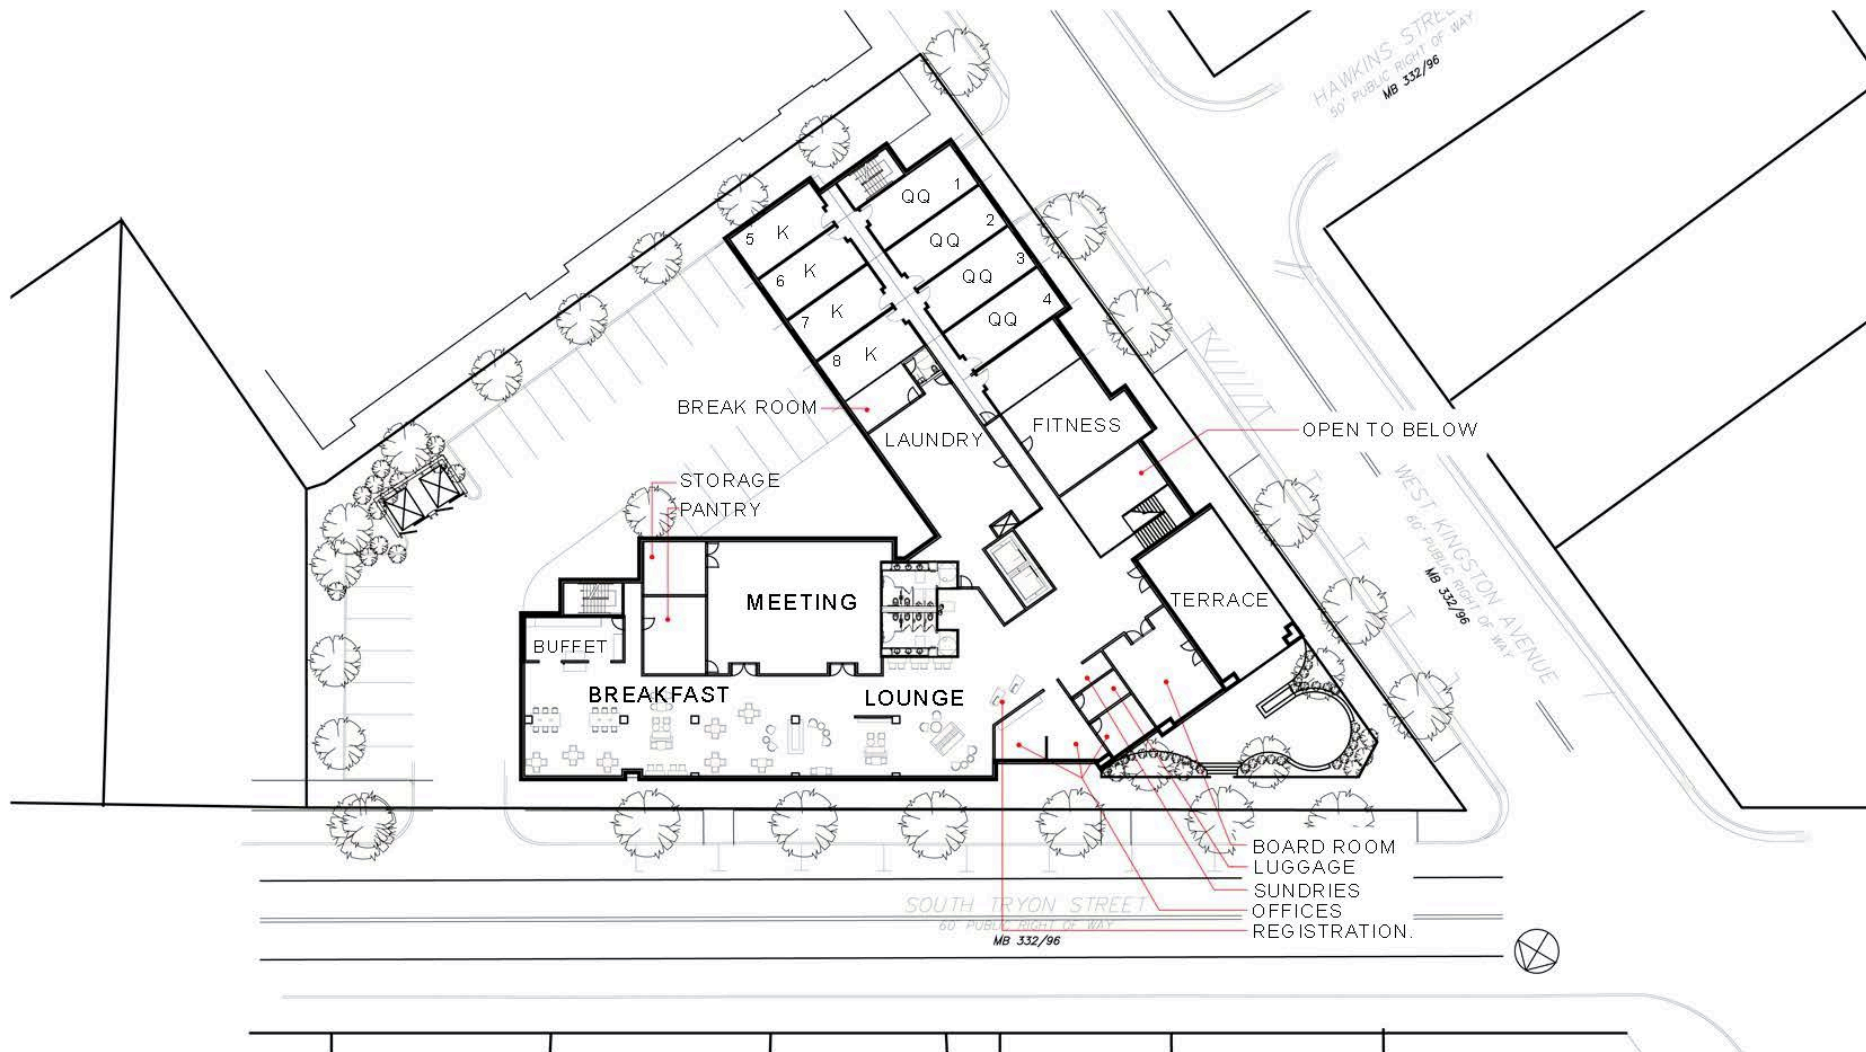 HAWKINS STREET
50' PUBLIC RIGHT OF WAY
MB 332/96
1
QQ
2
QQ
3
QQ
4
QQ
5
K
6
K
7
K
8
K
BREAK ROOM
LAUNDRY
FITNESS
OPEN TO BELOW
STORAGE
PANTRY
WEST KINGSTON AVENUE
60' PUBLIC RIGHT OF WAY
MB 332/96
MEETING
TERRACE
BUFFET
BREAKFAST
LOUNGE
BOARD ROOM
LUGGAGE
SUNDRIES
OFFICES
REGISTRATION.
SOUTH TRYON STREET
60' PUBLIC RIGHT OF WAY
MB 332/96